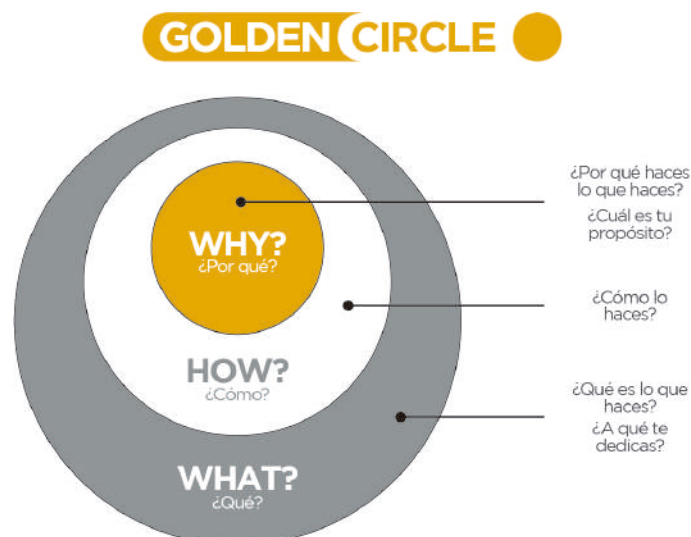 GOLDEN CIRCLE
WHY?
¿Por qué?
HOW?
¿Cómo?
WHAT?
¿Qué?
¿Por qué haces
lo que haces?
¿Cuál es tu
propósito?
¿Cómo lo
haces?
¿Qué es lo que
haces?
¿A qué te
dedicas?